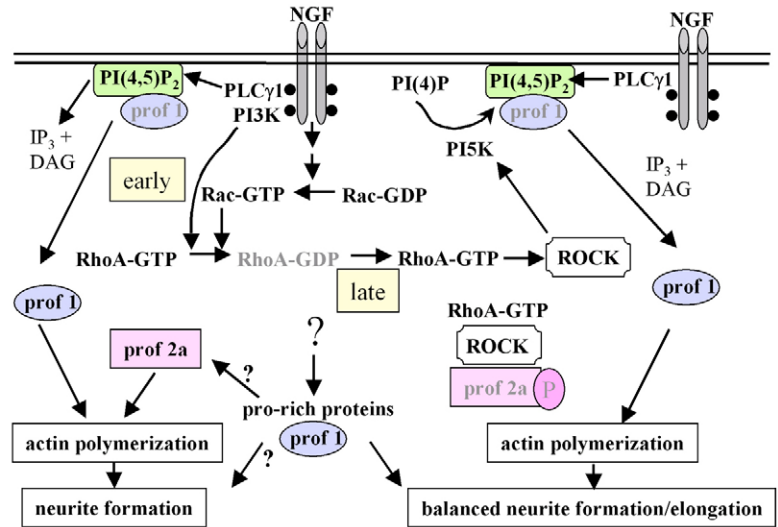 NGF
NGF
PI(4,5)P2
PLCγ1
PI(4)P
PI(4,5)P2
PLCγ1
prof 1
PI3K
prof 1
IP3 +
DAG
PI5K
IP3 +
DAG
early
Rac-GTP
Rac-GDP
RhoA-GTP
RhoA-GDP
RhoA-GTP
ROCK
late
prof 1
prof 1
RhoA-GTP
?
ROCK
prof 2a
?
prof 2a
P
pro-rich proteins
prof 1
actin polymerization
actin polymerization
?
neurite formation
balanced neurite formation/elongation